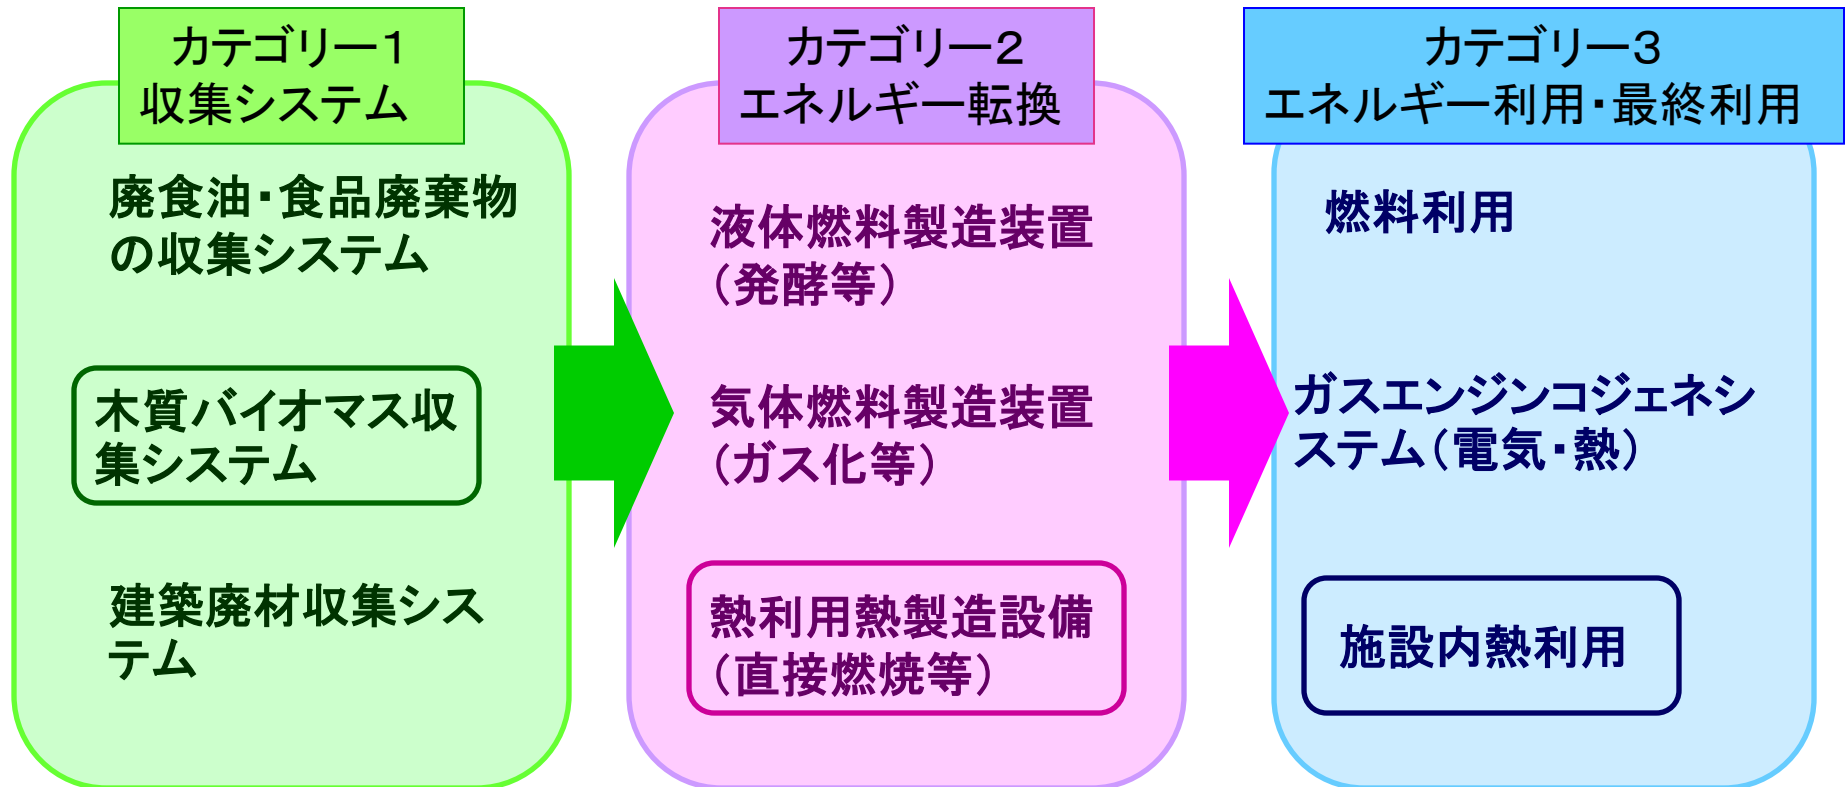 カテゴリー１
収集システム
廃食油・食品廃棄物
の収集システム
木質バイオマス収
集システム
建築廃材収集シス
テム
カテゴリー２
エネルギー転換
液体燃料製造装置
（発酵等）
気体燃料製造装置
（ガス化等）
熱利用熱製造設備
（直接燃焼等）
カテゴリー３
エネルギー利用・最終利用
燃料利用
ガスエンジンコジェネシ
ステム（電気・熱）
施設内熱利用